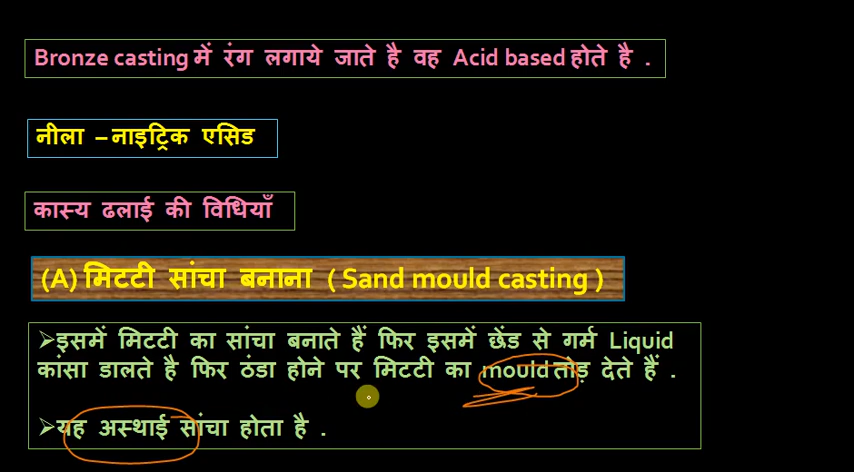 Bronze casting में रंग लगाये जाते है वह Acid based होते है .
नीला – नाइट्रिक एसिड
कास्य ढलाई की विधियाँ
(A) मिटटी सांचा बनाना ( Sand mould casting )
➢इसमें मिटटी का सांचा बनाते हैं फिर इसमें छेंड से गर्म Liquid
कांसा डालते है फिर ठंडा होने पर मिटटी का mould तोड़ देते हैं .
➢यह अस्थाई सांचा होता है .